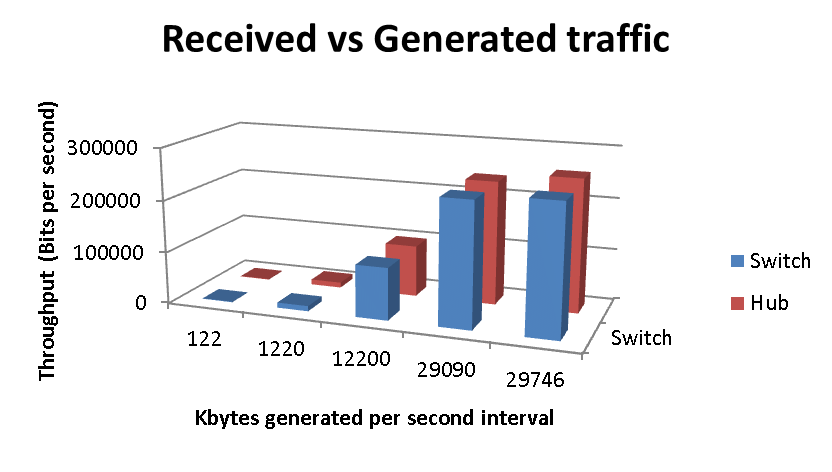 Received vs Generated traffic
Throughput (Bits per second)
300000
200000
100000
0
122
1220
12200
29090
29746
Switch
Kbytes generated per second interval
Switch
Hub